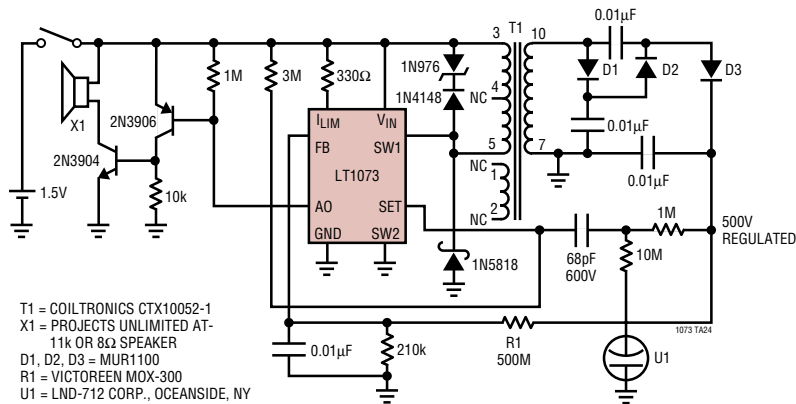 0.01µF
T1
3
10
1N976
1M
3M
330Ω
D1
D2
D3
4
NC
1N4148
X1
2N3906
ILIM
VIN
0.01µF
FB
SW1
5
7
2N3904
LT1073
NC
1
0.01µF
1.5V
10k
AO
SET
2
NC
1M
500V
REGULATED
GND
SW2
68pF
600V
10M
1N5818
T1 = COILTRONICS CTX10052-1
X1 = PROJECTS UNLIMITED AT-
11k OR 8Ω SPEAKER
D1, D2, D3 = MUR1100
R1 = VICTOREEN MOX-300
U1 = LND-712 CORP., OCEANSIDE, NY
0.01µF
210k
R1
500M
1073 TA24
U1